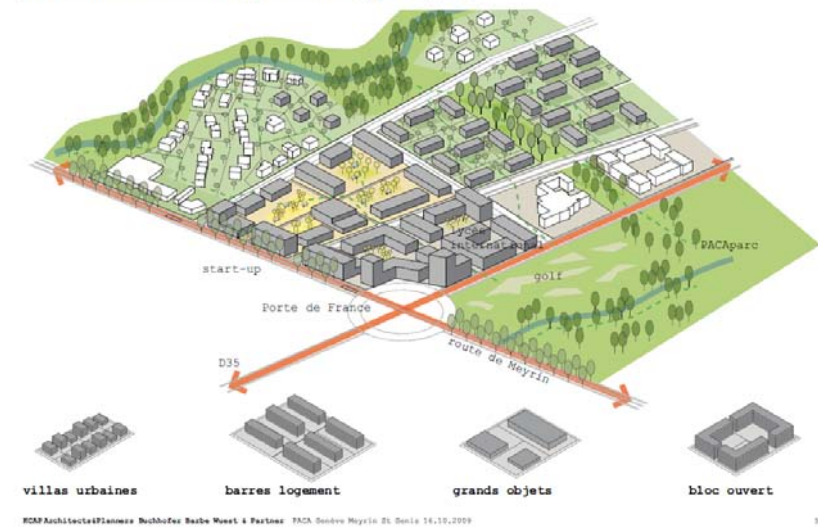 lycée
international
PACAparc
start-up
golf
Porte de France
route de Meyrin
D35
villas urbaines
barres logement
grands objets
bloc ouvert
KCAP Architects&Planners Buchhofer Barbe Wuest & Partner PACA Genève Meyrin St Genis 16.10.2009